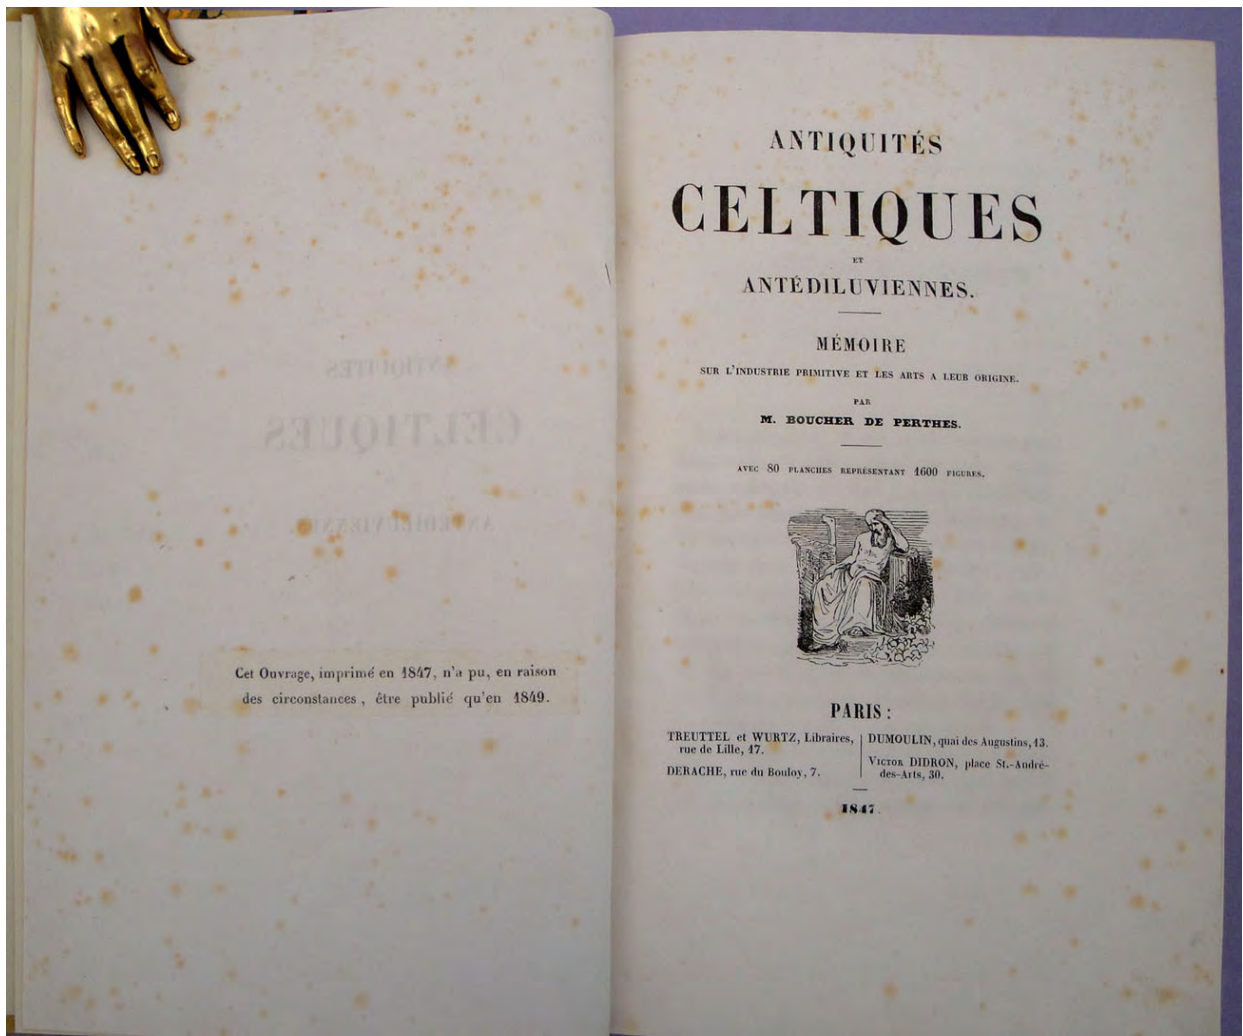 Cet Ouvrage, imprimé en 1847, n'a pu, en raison
des circonstances, être publié qu'en 1849.
ANTIQUITÉS
CELTIQUES
ET
ANTÉDILUVIENNES.
MÉMOIRE
SUR L'INDUSTRIE PRIMITIVE ET LES ARTS A LEUR ORIGINE.
PAR
M. BOUCHER DE PERTHES.
AVEC 80 PLANCHES REPRÉSENTANT 1600 FIGURES.
PARIS :
TREUTTEL et WURTZ, Libraires,
rue de Lille, 17.
DERACHE, rue du Bouloy, 7.
DUMOULIN, quai des Augustins, 13.
VICTOR DIDRON, place St.-André-
des-Arts, 30.
1847.